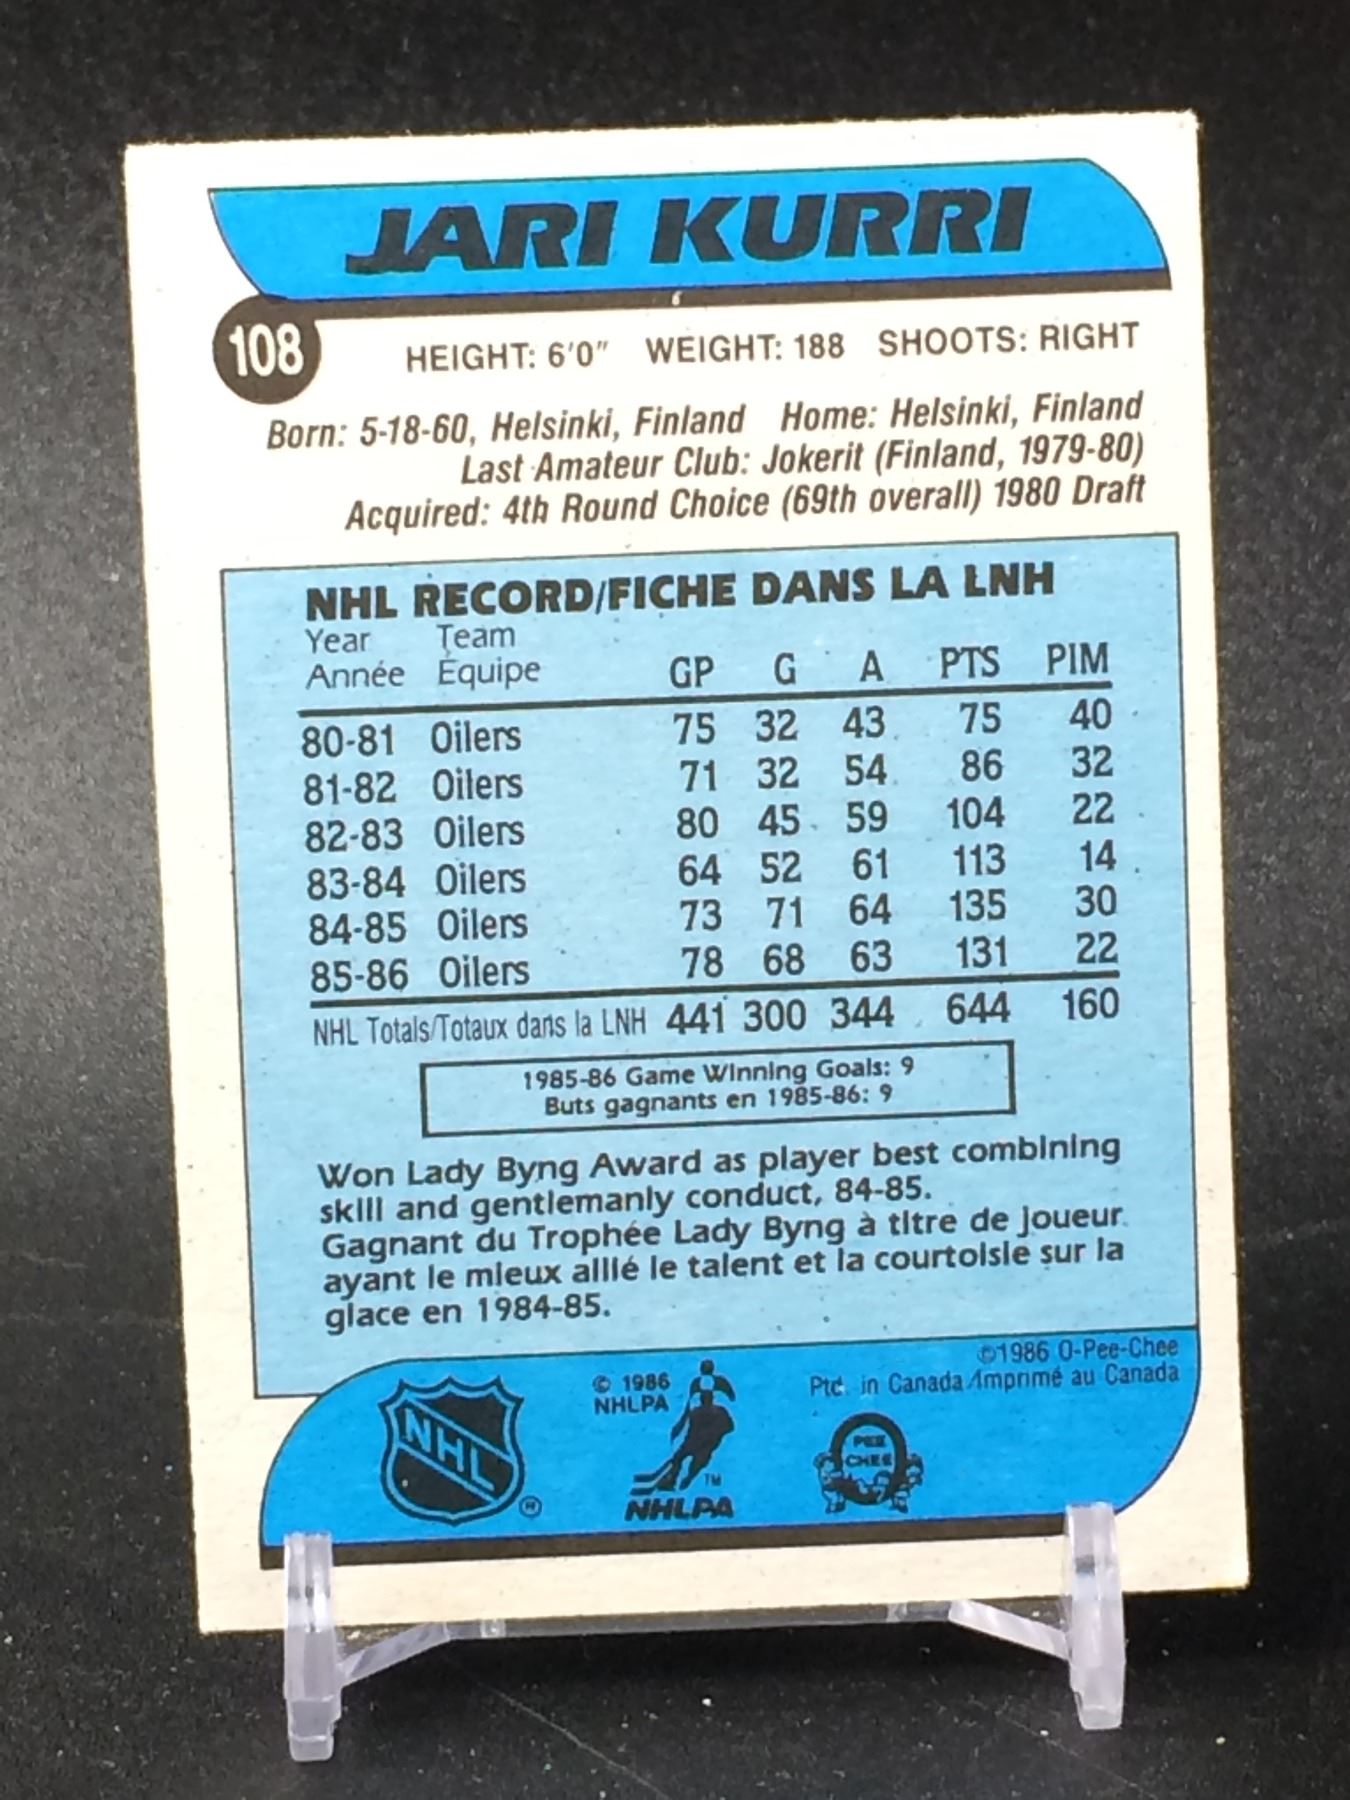 JARI KURRI
108
HEIGHT: 6'0" WEIGHT: 188 SHOOTS: RIGHT
Born: 5-18-60, Helsinki, Finland Home: Helsinki, Finland
Last Amateur Club: Jokerit (Finland, 1979-80)
Acquired: 4th Round Choice (69th overall) 1980 Draft
NHL RECORD/FICHE DANS LA LNH
Year Team
Année Équipe GP G A PTS PIM
80-81 Oilers 75 32 43 75 40
81-82 Oilers 71 32 54 86 32
82-83 Oilers 80 45 59 104 22
83-84 Oilers 64 52 61 113 14
84-85 Oilers 73 71 64 135 30
85-86 Oilers 78 68 63 131 22
NHL Totals/Totaux dans la LNH 441 300 344 644 160
1985-86 Game Winning Goals: 9
Buts gagnants en 1985-86: 9
Won Lady Byng Award as player best combining
skill and gentlemanly conduct, 84-85.
Gagnant du Trophée Lady Byng à titre de joueur
ayant le mieux allié le talent et la courtoisie sur la
glace en 1984-85.
©1986 O-Pee-Chee
Ptd. in Canada/Imprimé au Canada
© 1986
NHLPA
NHL
®
TM
NHLPA
O
PEE
CHEE